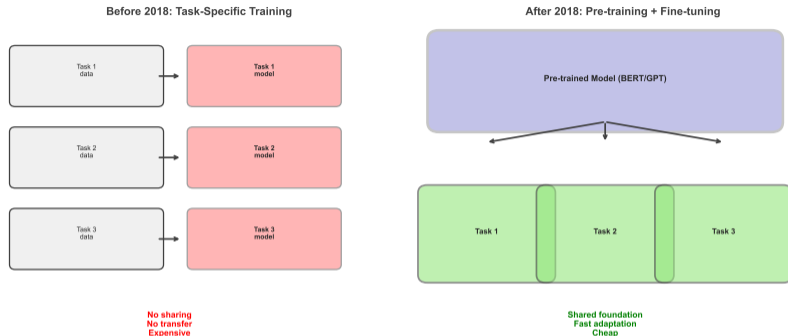 Before 2018: Task-Specific Training
Task 1
data
Task 1
model
Task 2
data
Task 2
model
Task 3
data
Task 3
model
No sharing
No transfer
Expensive
After 2018: Pre-training + Fine-tuning
Pre-trained Model (BERT/GPT)
Task 1
Task 2
Task 3
Shared foundation
Fast adaptation
Cheap